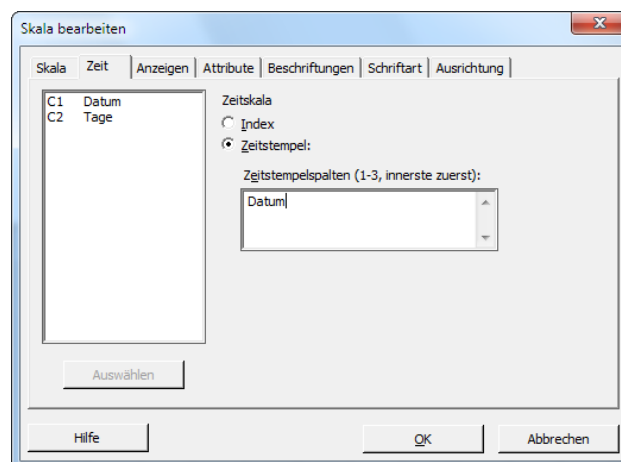 Skala bearbeiten
Skala Zeit Anzeigen Attribute Beschriftungen Schriftart Ausrichtung
C1 Datum
C2 Tage
Zeitskala
Index
Zeitstempel:
Zeitstempelspalten (1-3, innerste zuerst):
Datum
Auswählen
Hilfe OK Abbrechen